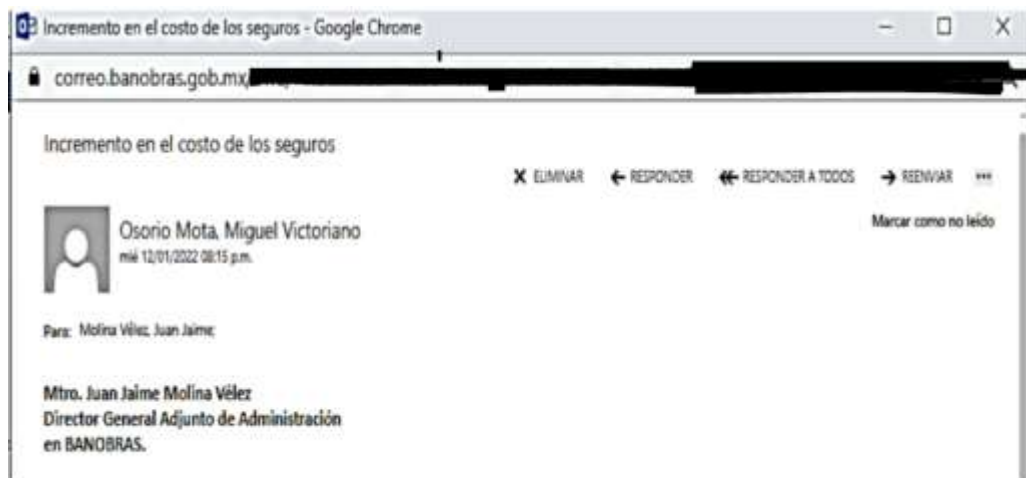 Incremento en el costo de los seguros - Google Chrome
correo.banobras.gob.mx/
Incremento en el costo de los seguros
ELIMINAR RESPONDER RESPONDER A TODOS REENVIAR ...
Osorio Mota, Miguel Victoriano
mié 12/01/2022 08:15 p.m.
Marcar como no leído
Para: Molina Vélez, Juan Jaime;
Mtro. Juan Jaime Molina Vélez
Director General Adjunto de Administración
en BANOBRAS.